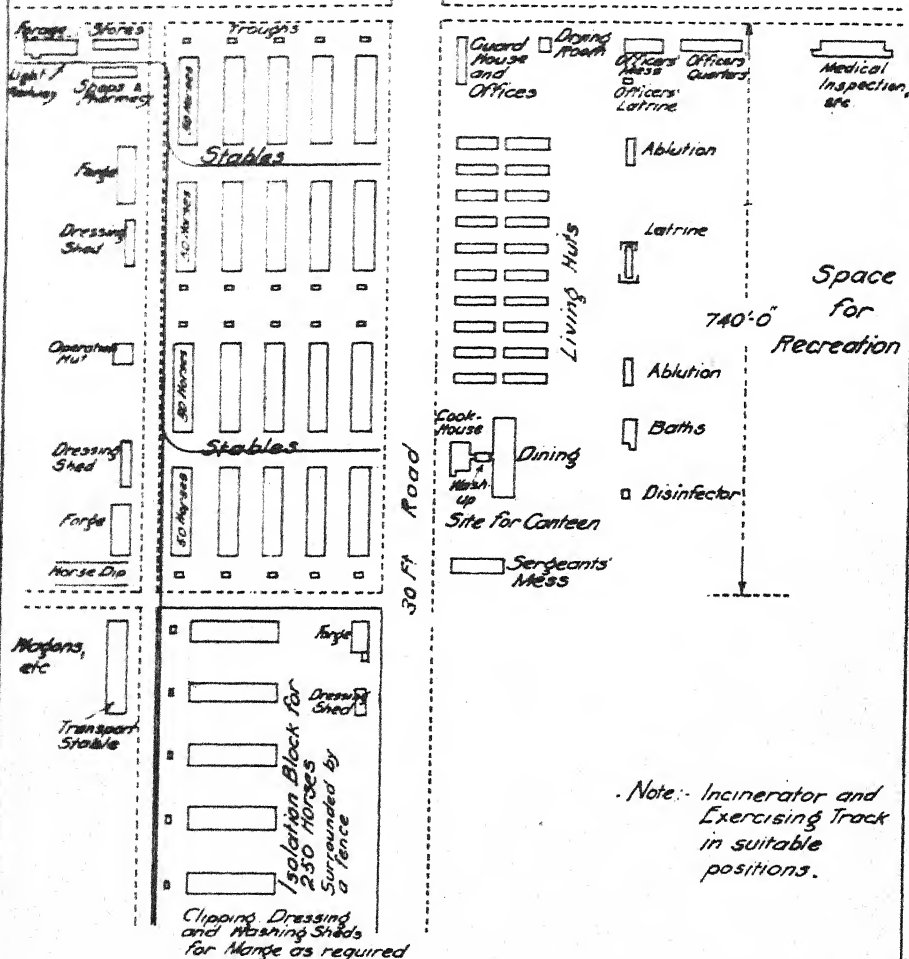 Forage
Stores
Light
Railway
Shops &
Pharmacy
Forge
Dressing
Shed
Operating
Hut
Dressing
Shed
Forge
Horse Dip
Wagons,
etc
Transport
Stable
Troughs
50 Horses
Stables
50 Horses
50 Horses
Stables
50 Horses
Forge
Dressing
Shed
Isolation Block for
250 Horses
Surrounded by
a fence
Clipping Dressing
and Washing Sheds
for Mange as required
30 Ft Road
Guard
House
and
Offices
Drying
Room
Officers'
Mess
Officers'
Quarters
Officers'
Latrine
Medical
Inspection,
etc
Living Huts
Ablution
Latrine
Ablution
Baths
Disinfector
740'-0"
Space
for
Recreation
Cook-
House
Wash
up
Dining
Site for Canteen
Sergeants'
Mess
Note:- Incinerator and
Exercising Track
in suitable
positions.